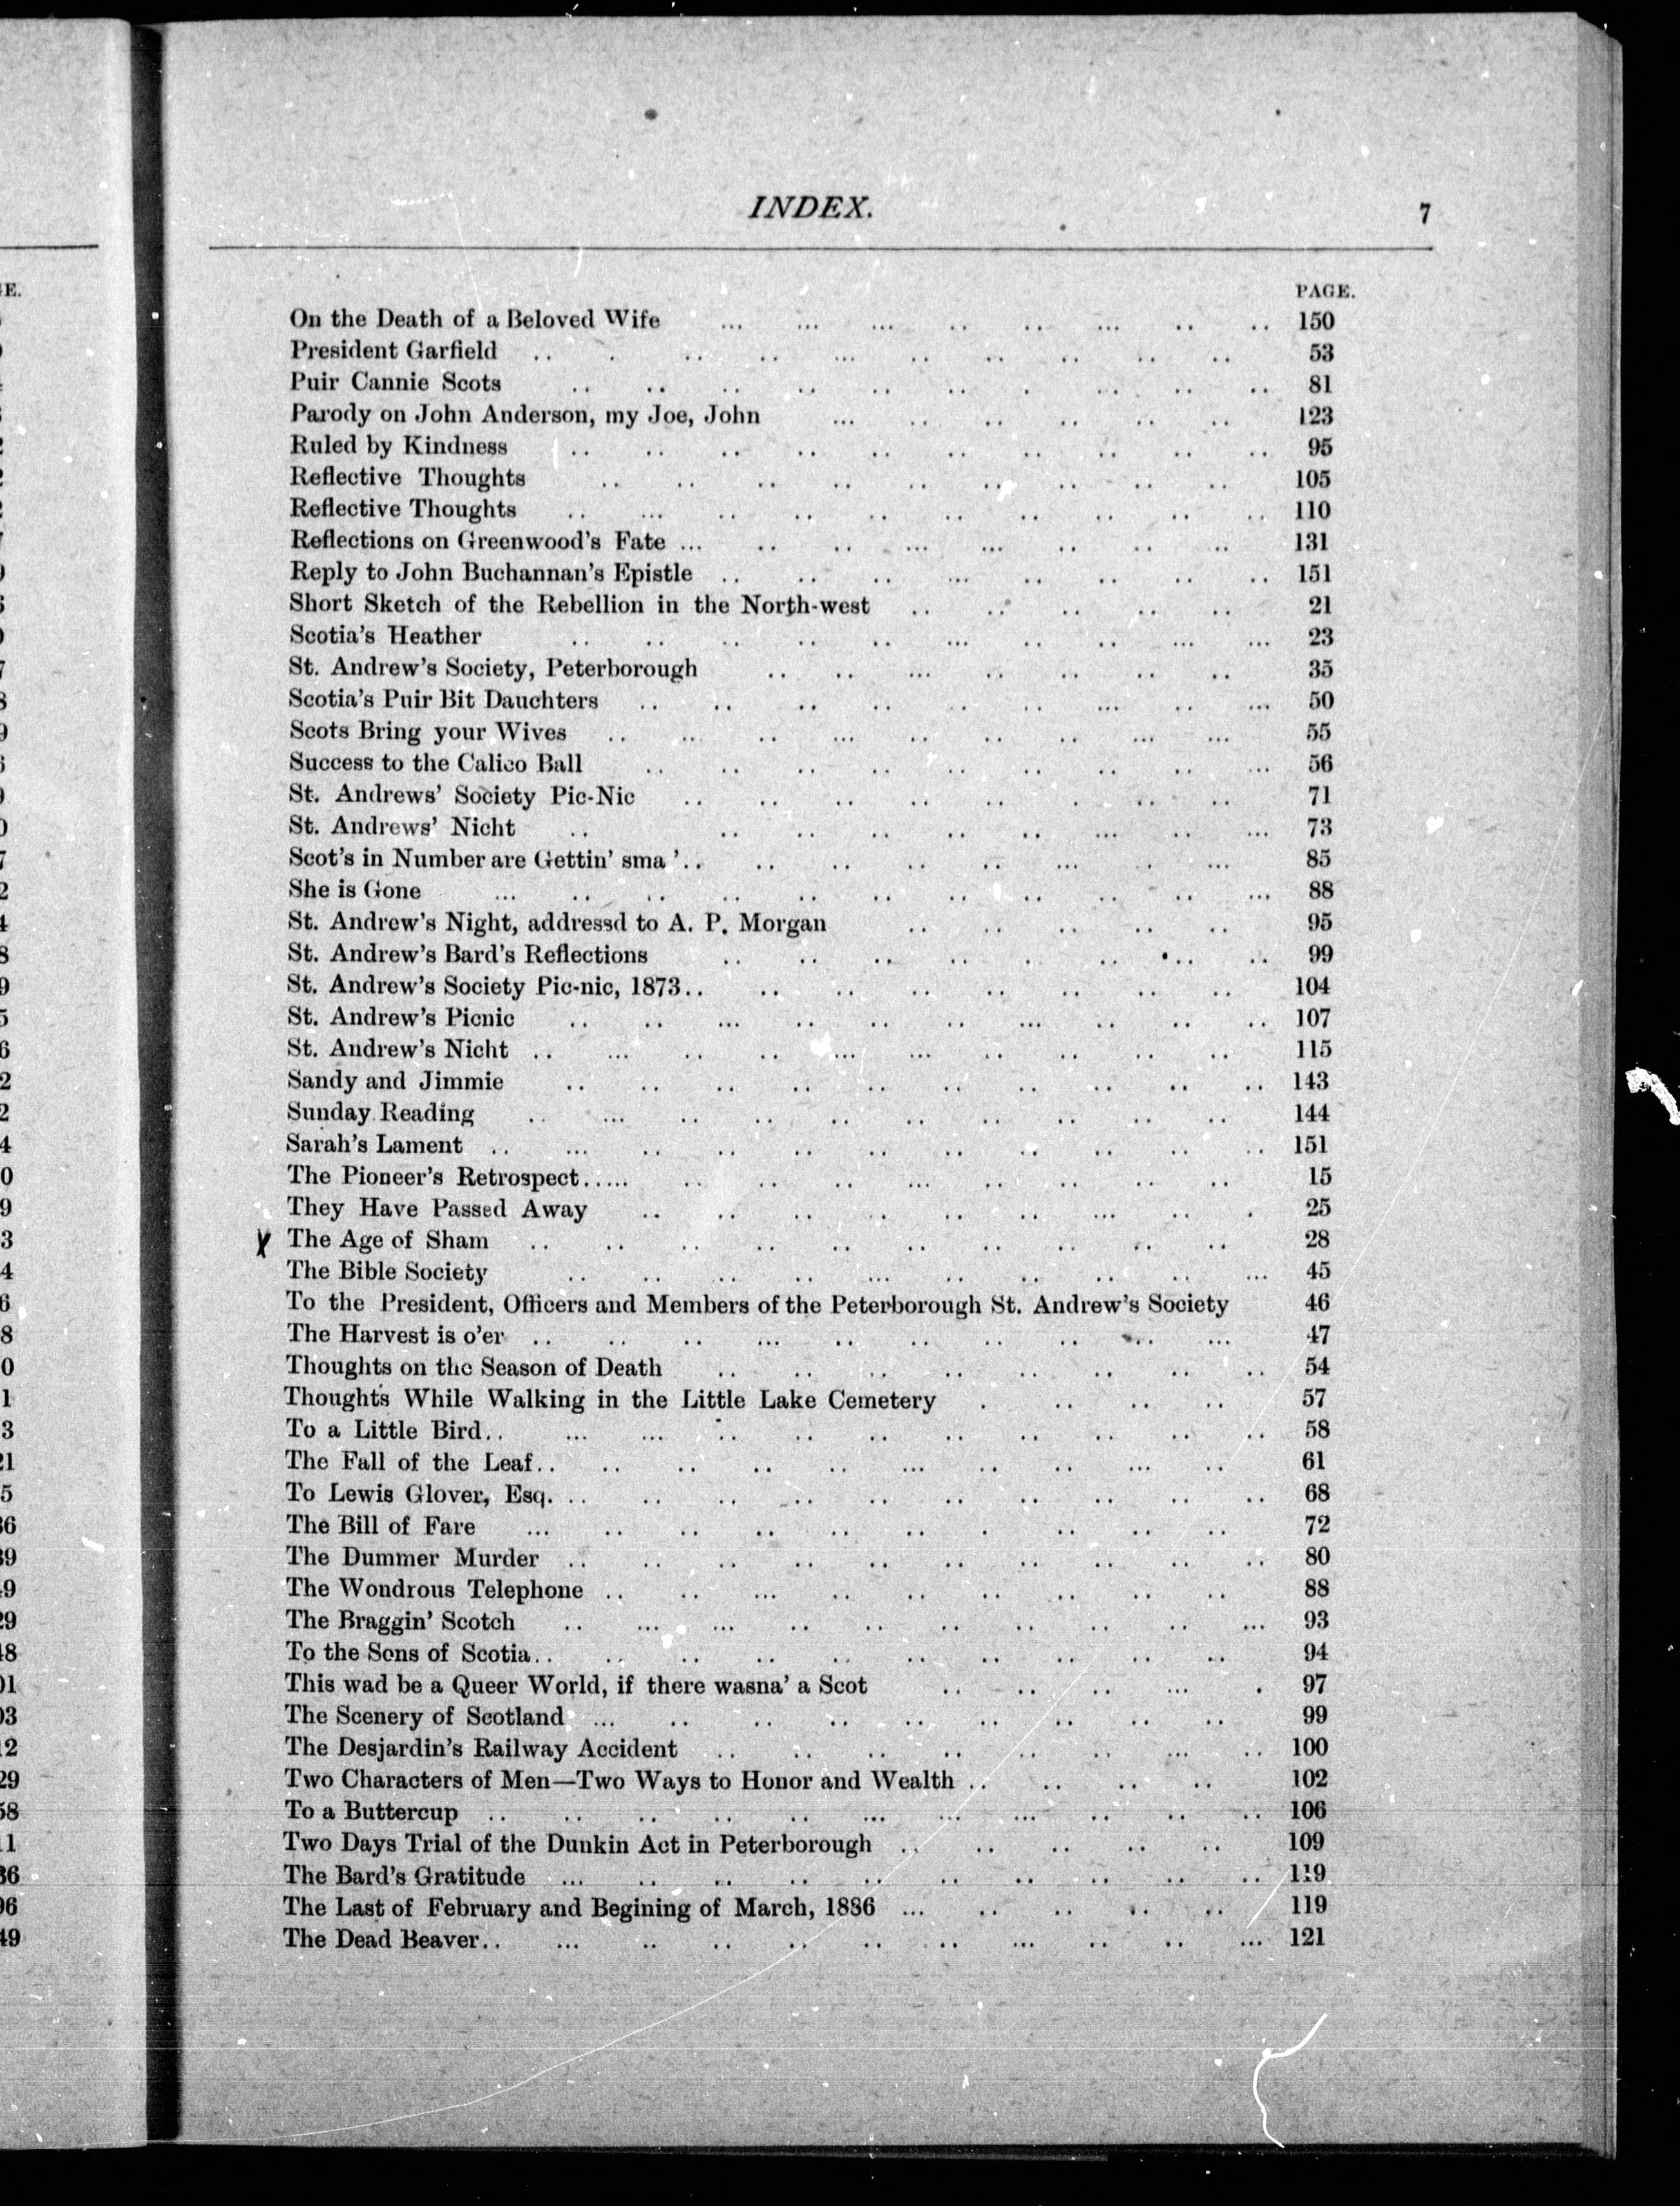 INDEX. 7
PAGE.
On the Death of a Beloved Wife ... ... ... .. .. ... .. .. 150
President Garfield .. . .. .. ... .. .. .. .. .. 53
Puir Cannie Scots .. .. .. .. .. .. . .. .. .. 81
Parody on John Anderson, my Joe, John ... .. .. .. .. .. 123
Ruled by Kindness .. .. .. .. .. .. .. .. .. .. 95
Reflective Thoughts .. .. .. .. .. .. .. .. .. 105
Reflective Thoughts .. ... .. .. .. .. .. .. .. .. 110
Reflections on Greenwood's Fate ... .. .. ... ... .. .. .. 131
Reply to John Buchannan's Epistle .. .. .. ... .. .. .. .. 151
Short Sketch of the Rebellion in the North-west .. .. .. .. .. 21
Scotia's Heather .. .. .. .. .. ... .. .. ... ... 23
St. Andrew's Society, Peterborough .. .. ... .. .. .. .. 35
Scotia's Puir Bit Dauchters .. .. .. .. .. .. ... .. ... 50
Scots Bring your Wives .. ... .. ... .. .. .. ... ... 55
Success to the Calico Ball .. .. .. .. .. .. .. .. ... 56
St. Andrews' Society Pic-Nic .. .. .. .. .. . .. .. 71
St. Andrews' Nicht .. .. .. .. .. .. ... .. ... 73
Scot's in Number are Gettin' sma '.. .. .. .. .. ... . ... 85
She is Gone ... .. .. .. .. .. .. .. .. .. ... 88
St. Andrew's Night, addressd to A. P. Morgan .. .. .. .. .. 95
St. Andrew's Bard's Reflections .. .. .. .. . .. .. .. 99
St. Andrew's Society Pic-nic, 1873.. .. .. .. .. .. .. .. 104
St. Andrew's Picnic .. .. ... .. .. .. ... .. .. .. 107
St. Andrew's Nicht .. ... .. .. ... ... .. .. .. .. 115
Sandy and Jimmie .. .. .. .. .. .. .. .. .. .. 143
Sunday Reading .. ... .. .. .. .. .. .. .. .. 144
Sarah's Lament .. ... .. .. .. .. .. .. .. .. .. 151
The Pioneer's Retrospect..... .. .. .. ... .. .. .. .. 15
They Have Passed Away .. .. .. .. .. .. ... .. . 25
X The Age of Sham .. .. .. .. .. .. .. .. .. .. 28
The Bible Society .. .. .. .. ... .. .. .. .. ... 45
To the President, Officers and Members of the Peterborough St. Andrew's Society 46
The Harvest is o'er .. .. .. ... .. .. .. .. .. ... 47
Thoughts on the Season of Death .. .. .. .. .. .. .. .. 54
Thoughts While Walking in the Little Lake Cemetery . .. .. .. 57
To a Little Bird.. ... ... .. .. .. .. .. .. .. .. 58
The Fall of the Leaf.. .. .. .. .. ... .. .. ... .. 61
To Lewis Glover, Esq. .. .. .. .. .. .. .. .. .. .. 68
The Bill of Fare ... .. .. .. .. .. . .. .. .. 72
The Dummer Murder .. .. .. .. .. .. .. .. .. .. 80
The Wondrous Telephone .. .. ... .. .. .. .. .. .. 88
The Braggin' Scotch .. ... ... .. .. .. .. .. .. ... 93
To the Sons of Scotia.. .. .. .. .. .. .. .. .. .. 94
This wad be a Queer World, if there wasna' a Scot .. .. .. ... . 97
The Scenery of Scotland ... .. .. .. .. .. .. .. .. 99
The Desjardin's Railway Accident .. .. .. .. .. .. ... .. 100
Two Characters of Men—Two Ways to Honor and Wealth .. .. .. .. 102
To a Buttercup .. .. .. .. .. ... ... ... .. .. .. 106
Two Days Trial of the Dunkin Act in Peterborough .. .. .. .. .. 109
The Bard's Gratitude ... .. .. .. .. .. .. .. .. .. 119
The Last of February and Begining of March, 1886 ... .. .. .. .. 119
The Dead Beaver.. ... .. .. .. .. .. ... .. .. ... 121